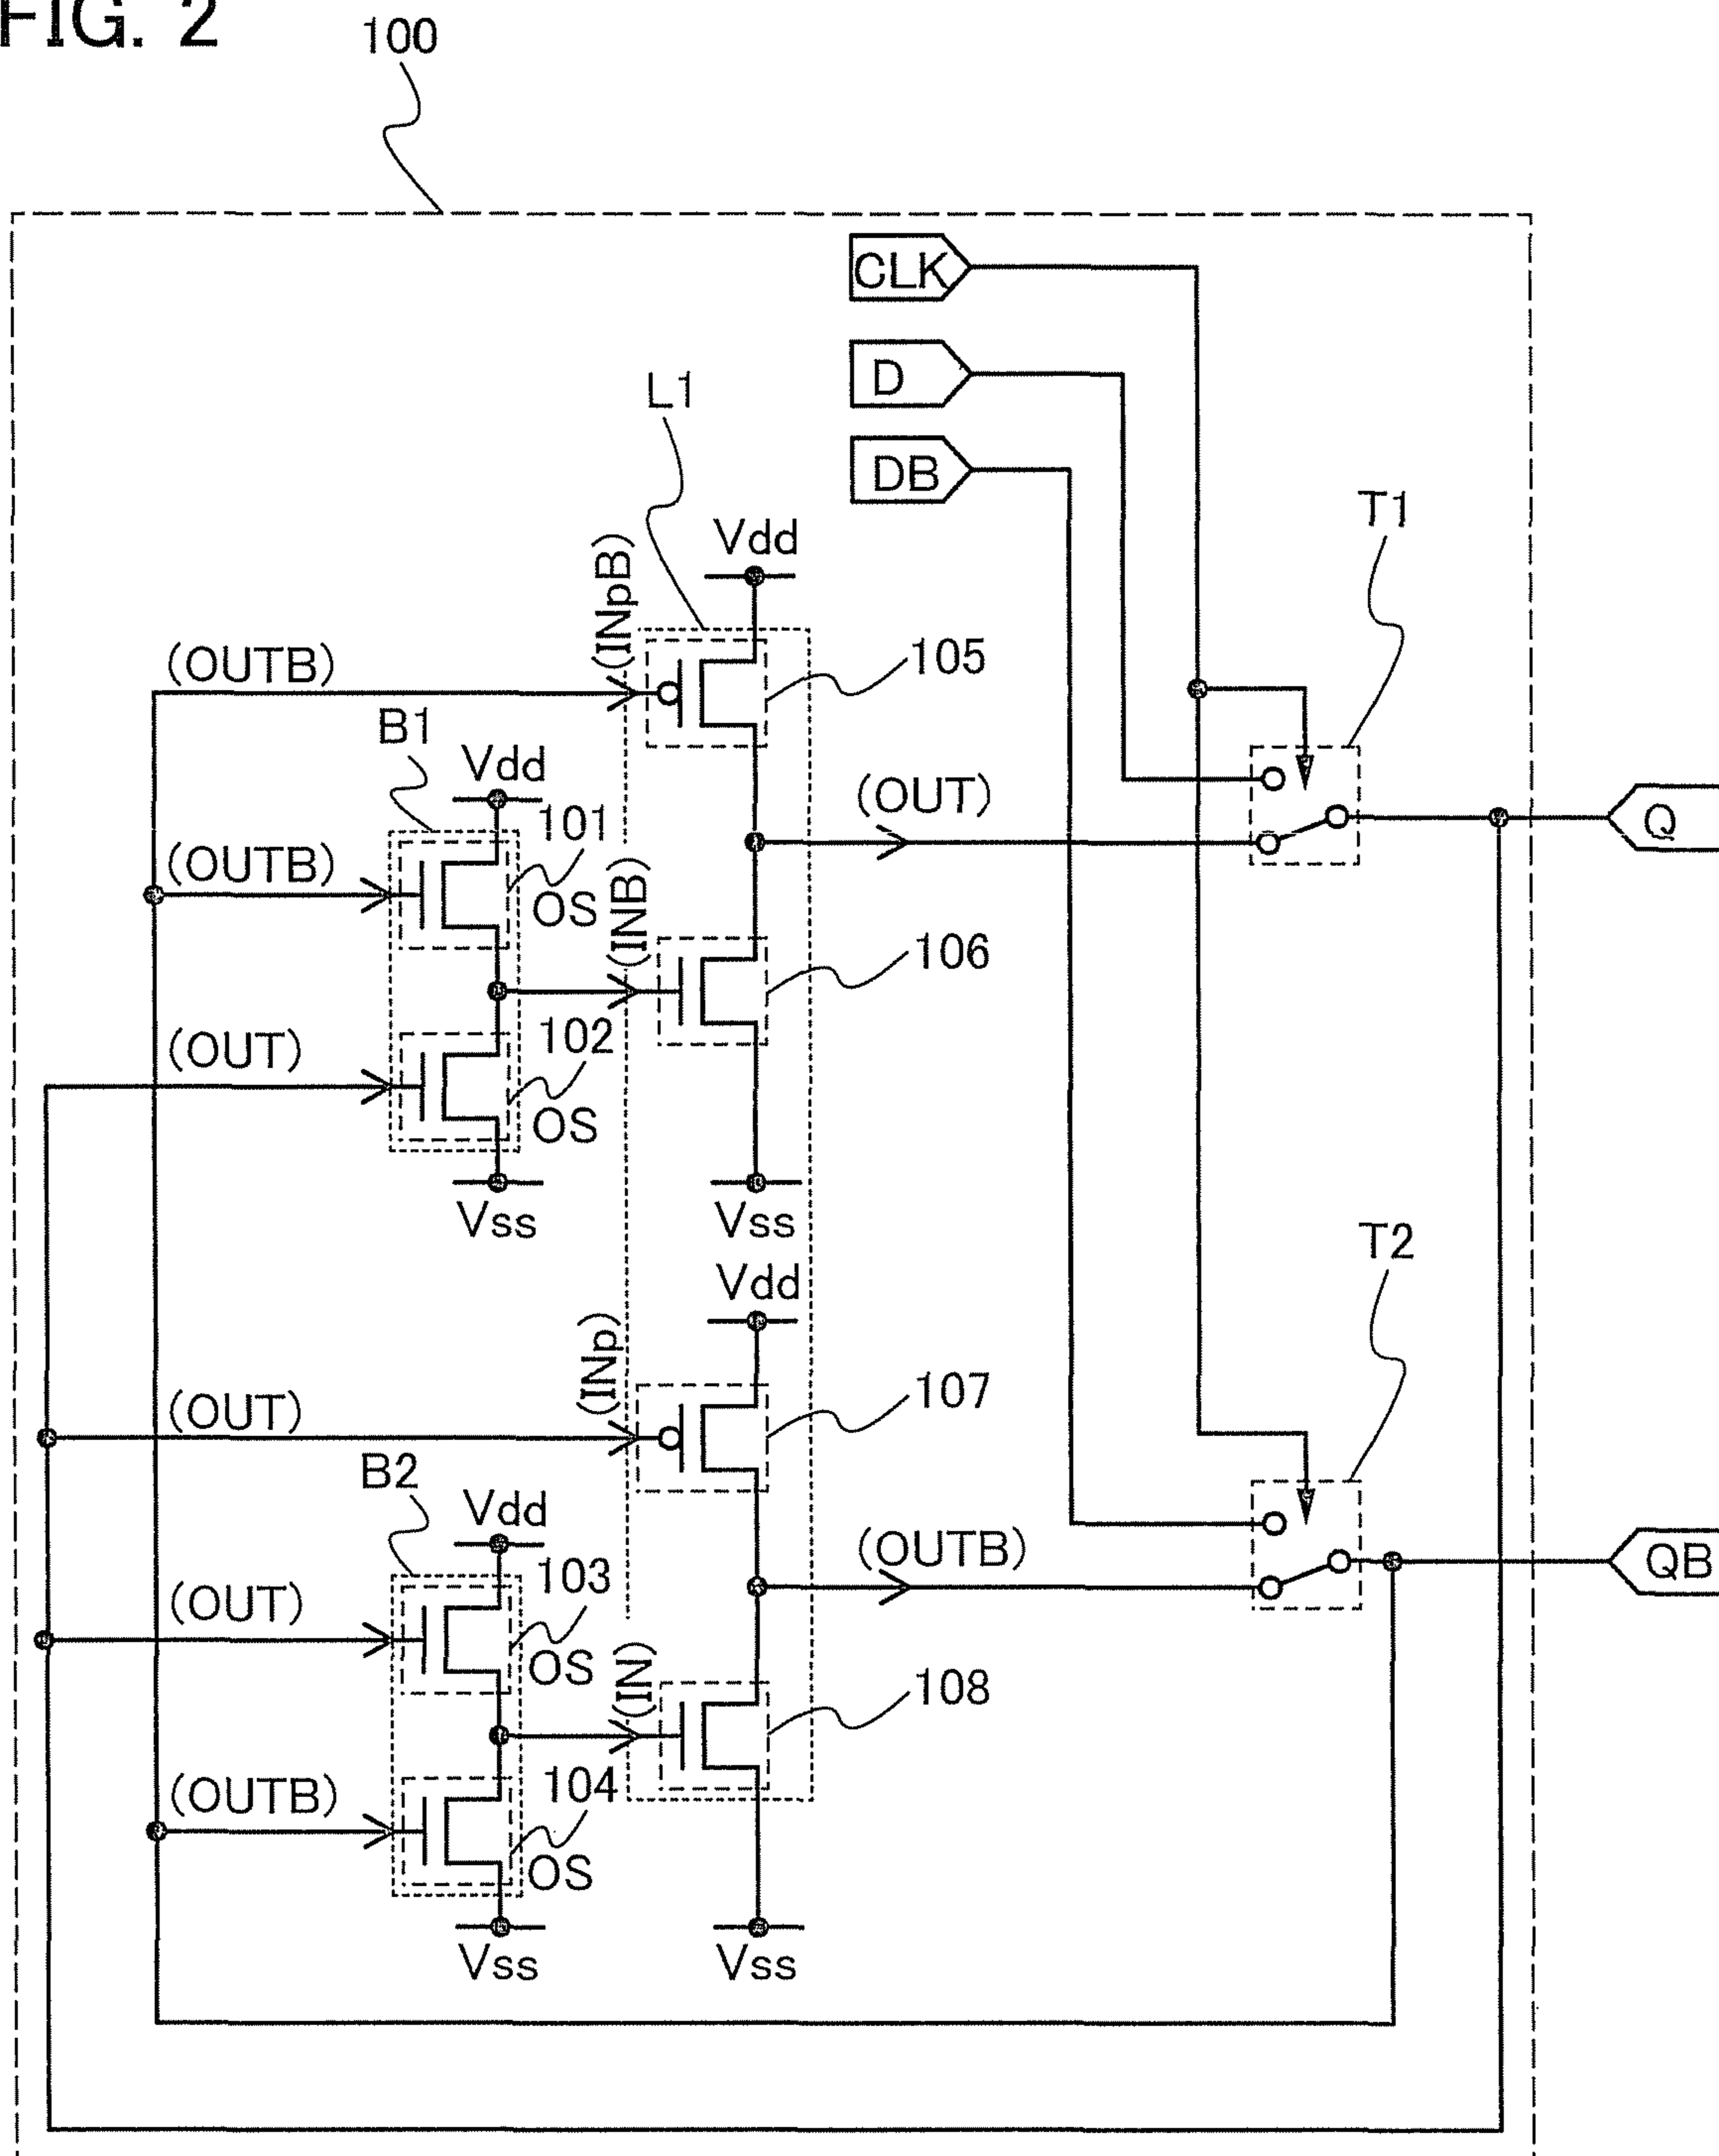 FIG. 2
100
CLK
D
L1
DB
T1
Vdd
(INpB)
(OUTB)
105
B1
Vdd
(OUT)
101
Q
(OUTB)
OS
(INB)
106
102
(OUT)
OS
Vss
Vss
T2
Vdd
(INp)
107
(OUT)
B2
Vdd
(OUTB)
QB
103
(OUT)
OS
(IN)
108
104
(OUTB)
OS
Vss
Vss